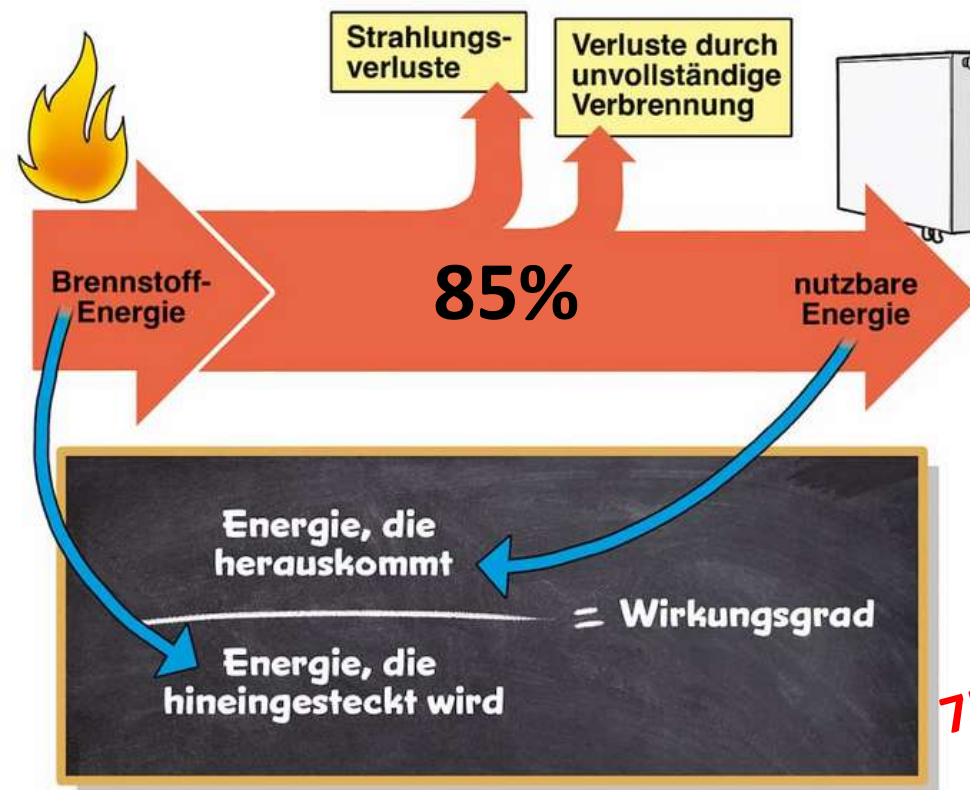 Strahlungs-
verluste
Verluste durch
unvollständige
Verbrennung
Brennstoff-
Energie
85%
nutzbare
Energie
Energie, die
herauskommt
= Wirkungsgrad
Energie, die
hineingesteckt wird